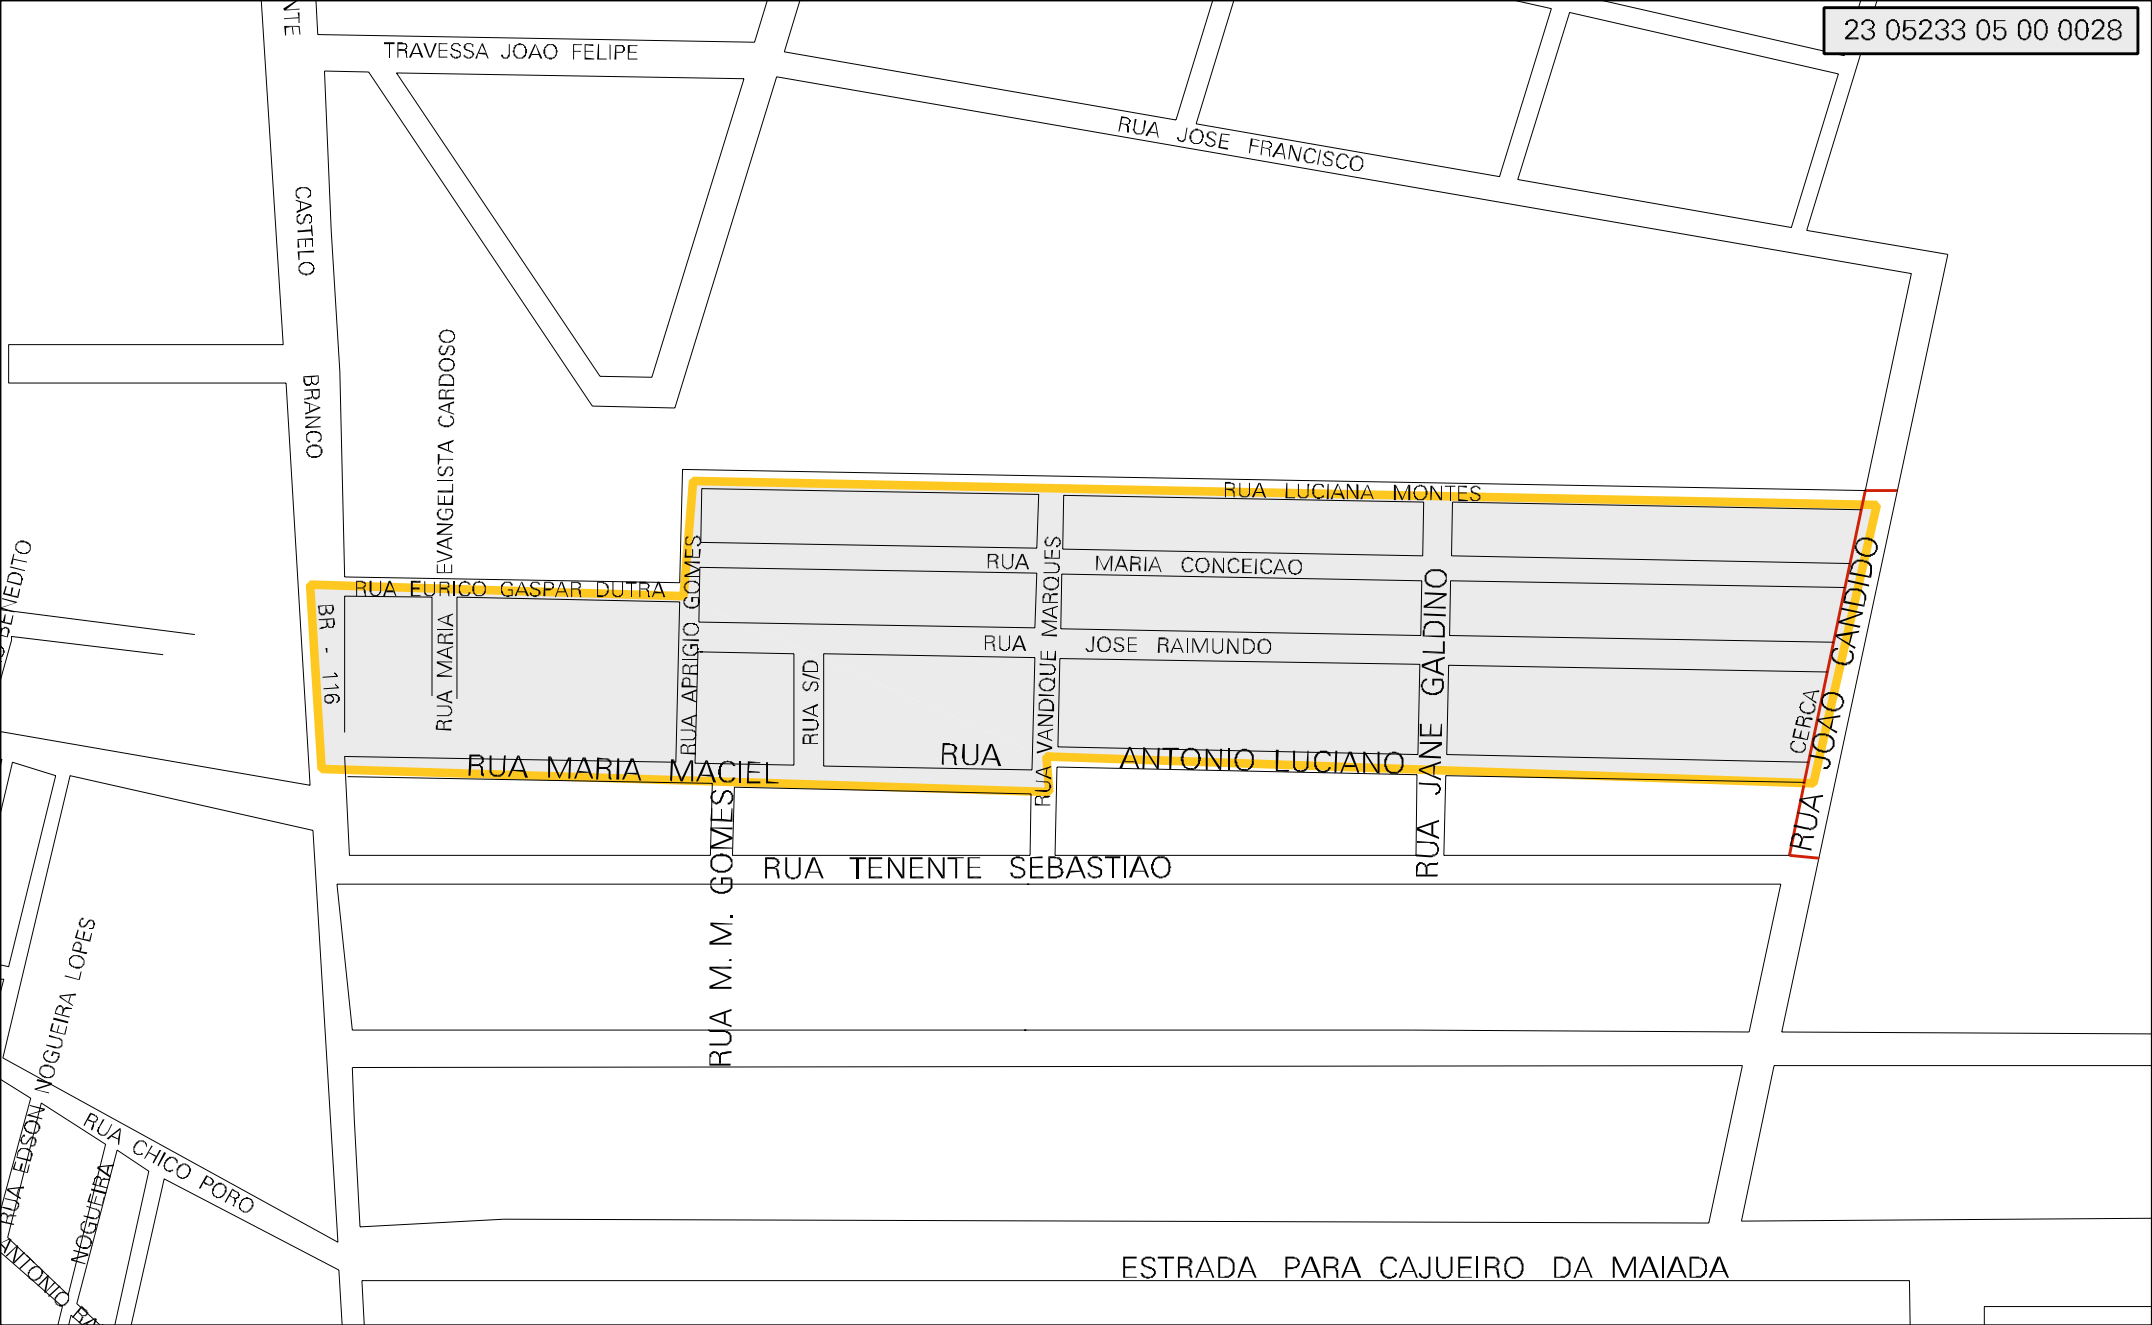 NTE
23 05233 05 00 0028
TRAVESSA JOAO FELIPE
RUA JOSE FRANCISCO
CASTELO
BRANCO
EVANGELISTA CARDOSO
RUA MARIA
RUA LUCIANA MONTES
RUA MARIA CONCEICAO
RUA EURICO GASPAR DUTRA
BR - 116
RUA APRIGIO GOMES
RUA JOSE RAIMUNDO
RUA S/D
RUA VANDIQUE MARQUES
RUA JANE GALDINO
CERCA
RUA JOAO CANDIDO
RUA MARIA MACIEL
RUA ANTONIO LUCIANO
RUA M. M. GOMES
RUA TENENTE SEBASTIAO
BENEDITO
RUA EDSON NOGUEIRA LOPES
RUA CHICO PORO
NOGUEIRA
ANTONIO
ESTRADA PARA CAJUEIRO DA MAIADA